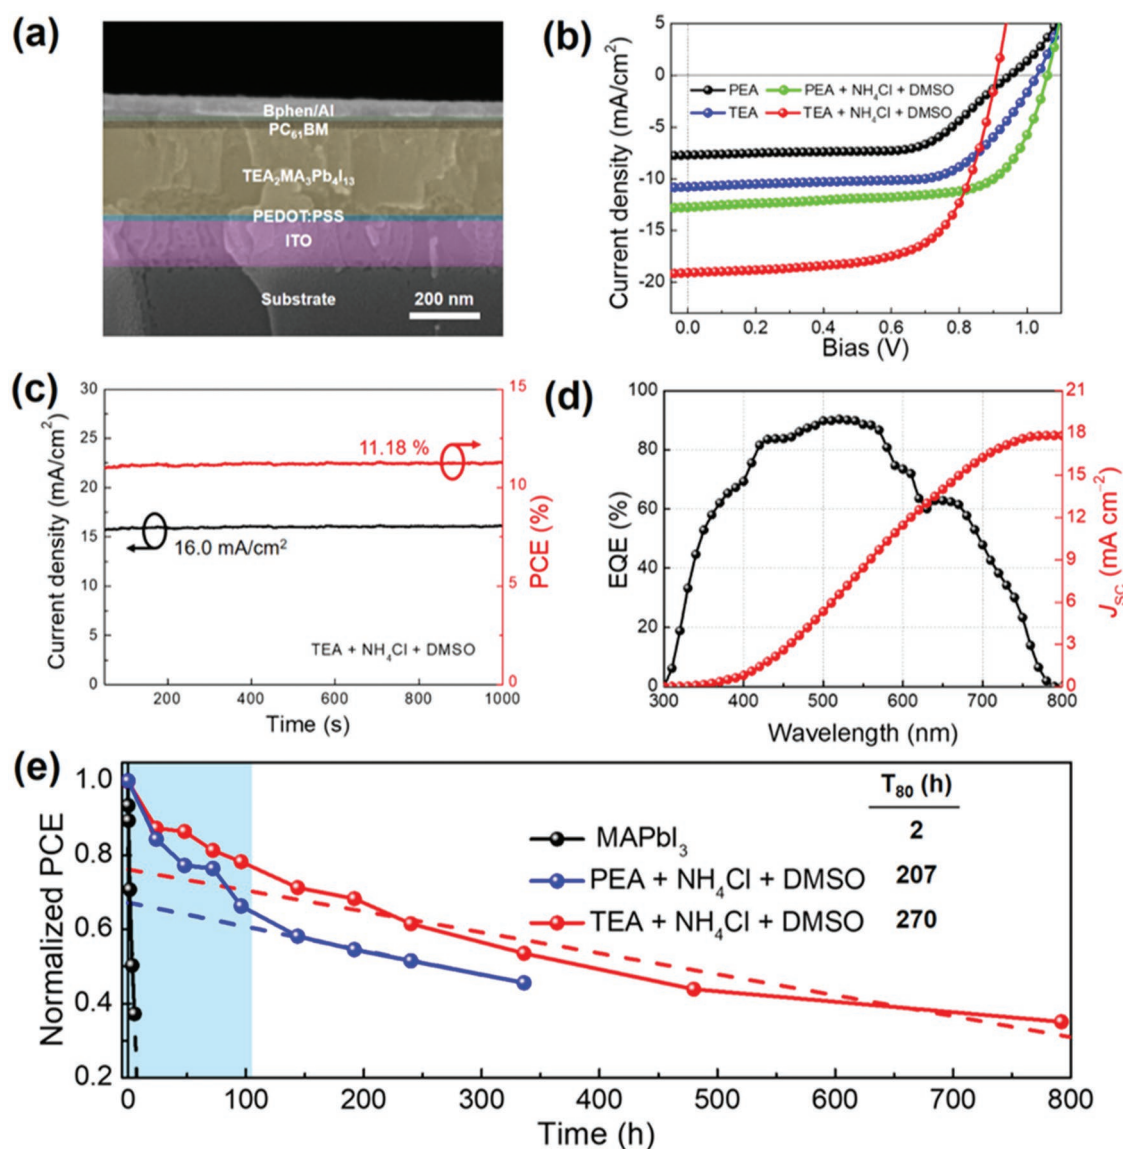 (a)
Bphen/Al
PC₆₁BM
TEA₂MA₃Pb₄I₁₃
PEDOT:PSS
ITO
Substrate
200 nm
(b)
Current density (mA/cm²)
5
0
-5
-10
-15
-20
PEA
PEA + NH₄Cl + DMSO
TEA
TEA + NH₄Cl + DMSO
0.0 0.2 0.4 0.6 0.8 1.0
Bias (V)
(c)
Current density (mA/cm²)
30
25
20
15
10
5
0
11.18 %
16.0 mA/cm²
TEA + NH₄Cl + DMSO
15
10
5
0
PCE (%)
200 400 600 800 1000
Time (s)
(d)
EQE (%)
100
80
60
40
20
0
21
18
15
12
9
6
3
0
J_SC (mA cm⁻²)
300 400 500 600 700 800
Wavelength (nm)
(e)
Normalized PCE
1.0
0.8
0.6
0.4
0.2
T₈₀ (h)
MAPbI₃ 2
PEA + NH₄Cl + DMSO 207
TEA + NH₄Cl + DMSO 270
0 100 200 300 400 500 600 700 800
Time (h)